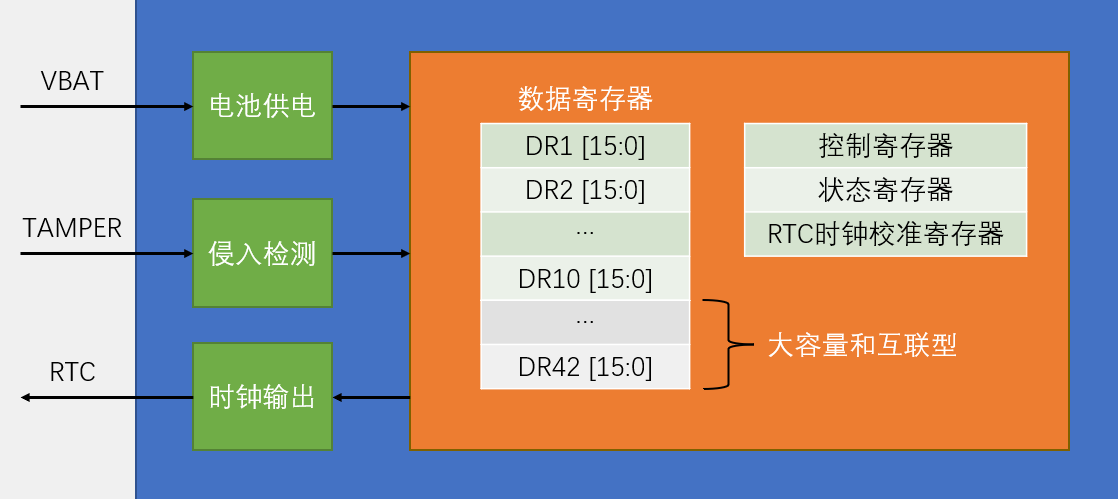 VBAT
电池供电
TAMPER
侵入检测
RTC
时钟输出
数据寄存器
DR1 [15:0]
DR2 [15:0]
...
DR10 [15:0]
...
DR42 [15:0]
控制寄存器
状态寄存器
RTC时钟校准寄存器
大容量和互联型